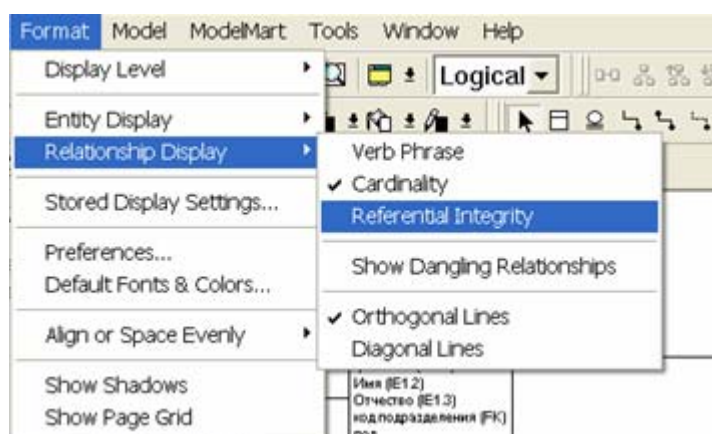 Format Model ModelMart Tools Window Help
Display Level
Logical
Entity Display
Relationship Display
Verb Phrase
Cardinality
Referential Integrity
Show Dangling Relationships
Orthogonal Lines
Diagonal Lines
Stored Display Settings...
Preferences...
Default Fonts & Colors...
Align or Space Evenly
Show Shadows
Show Page Grid
Имя (IE1.2)
Отчество (IE1.3)
код подразделения (FK)